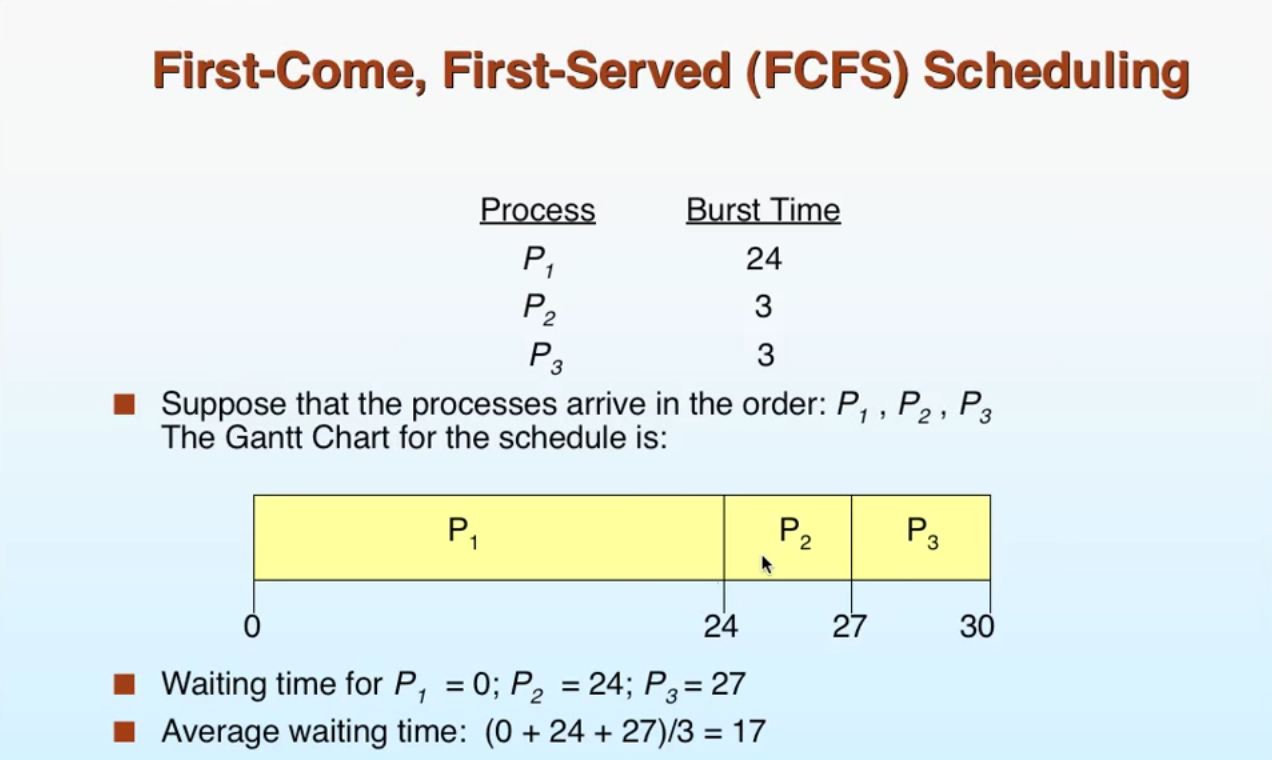 First-Come, First-Served (FCFS) Scheduling
Process Burst Time
P1 24
P2 3
P3 3
Suppose that the processes arrive in the order: P1 , P2 , P3
The Gantt Chart for the schedule is:
P1 P2 P3
0 24 27 30
Waiting time for P1 = 0; P2 = 24; P3 = 27
Average waiting time: (0 + 24 + 27)/3 = 17